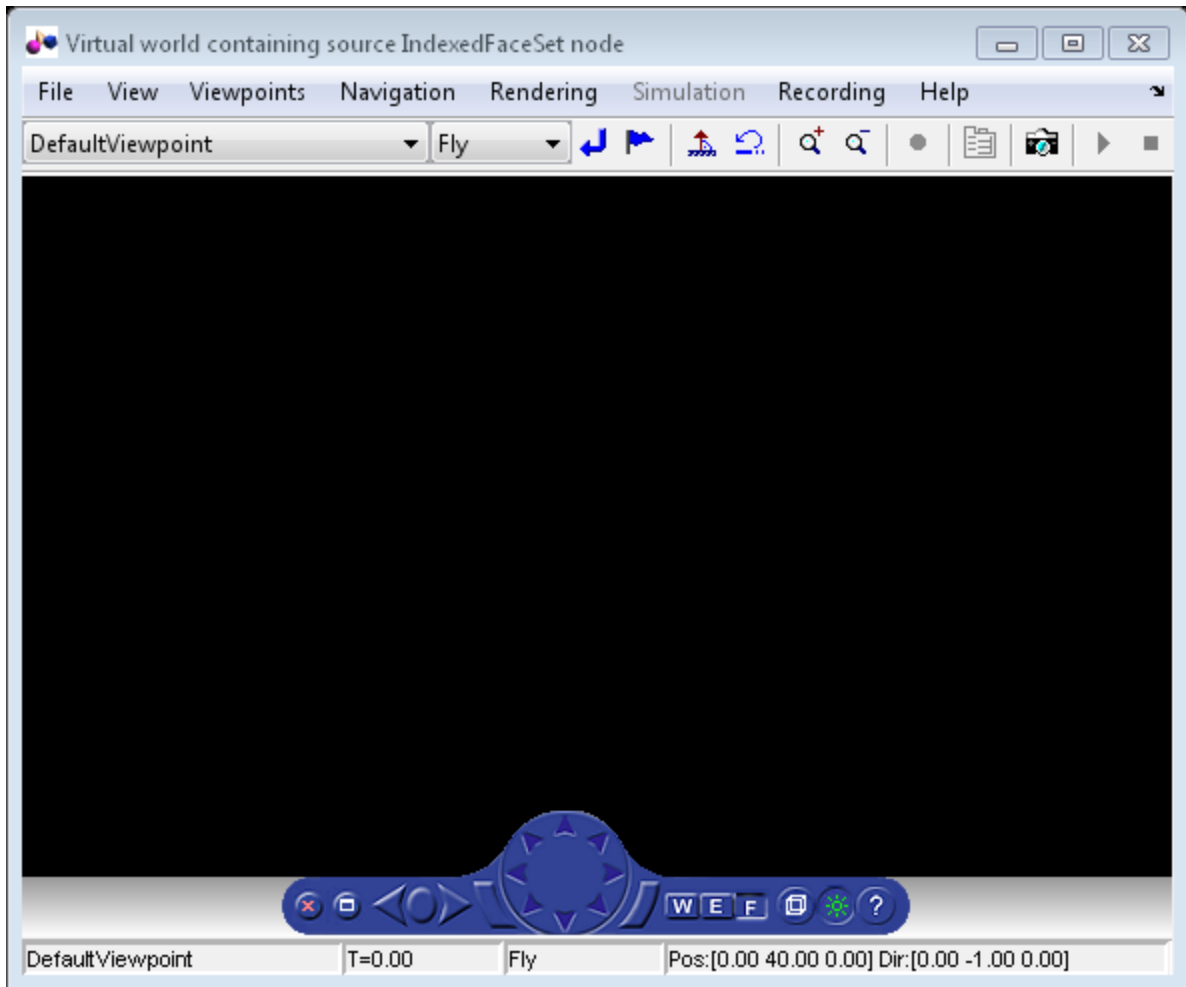 Virtual world containing source IndexedFaceSet node
File View Viewpoints Navigation Rendering Simulation Recording Help
DefaultViewpoint Fly
W E F ?
DefaultViewpoint T=0.00 Fly Pos:[0.00 40.00 0.00] Dir:[0.00 -1.00 0.00]